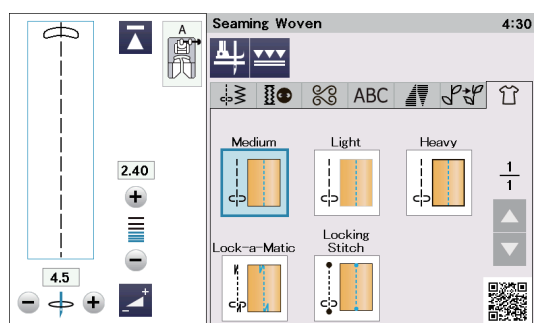 Seaming Woven 4:30
A
ABC
Medium Light Heavy
2.40
1
1
Lock-a-Matic Locking
Stitch
4.5